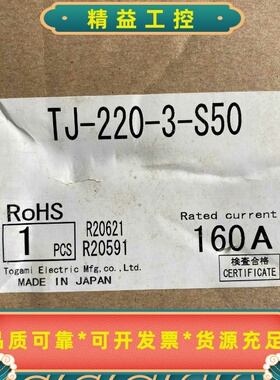 精益工控
TJ-220-3-S50
RoHS
1 PCS
R20621
R20591
Rated current
160A
Togami Electric Mfg,co.,Ltd.
MADE IN JAPAN
検査合格
CERTIFICATE
品质可靠*可开发票*货源充足